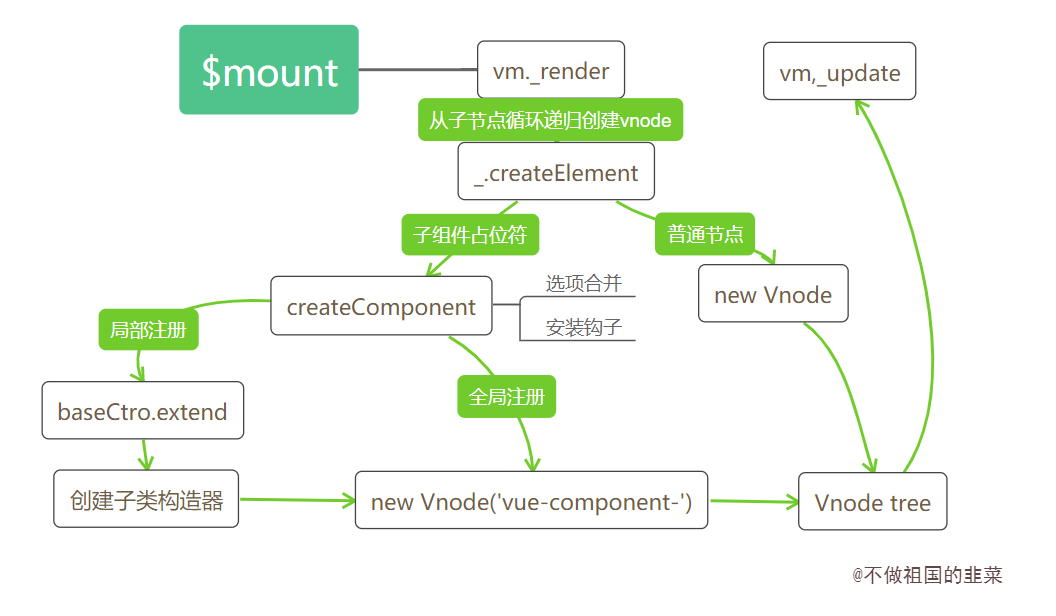 $mount
vm._render
vm,_update
从子节点循环递归创建vnode
_.createElement
子组件占位符
普通节点
createComponent
选项合并
安装钩子
new Vnode
局部注册
全局注册
baseCtro.extend
创建子类构造器
new Vnode('vue-component-')
Vnode tree
@不做祖国的韭菜